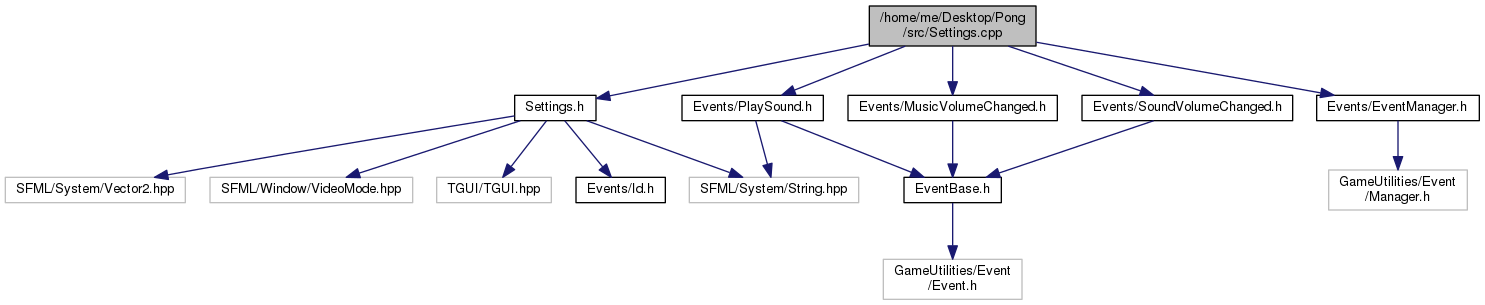 /home/me/Desktop/Pong
/src/Settings.cpp
Settings.h
Events/PlaySound.h
Events/MusicVolumeChanged.h
Events/SoundVolumeChanged.h
Events/EventManager.h
SFML/System/Vector2.hpp
SFML/Window/VideoMode.hpp
TGUI/TGUI.hpp
Events/Id.h
SFML/System/String.hpp
EventBase.h
GameUtilities/Event
/Manager.h
GameUtilities/Event
/Event.h